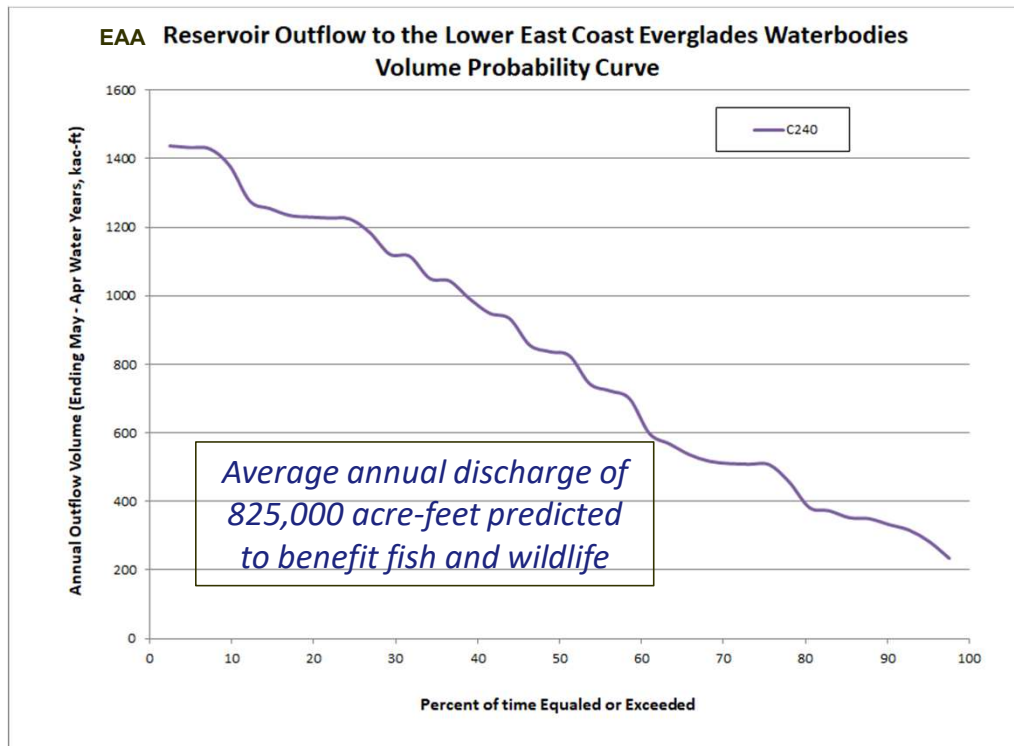 EAA Reservoir Outflow to the Lower East Coast Everglades Waterbodies
Volume Probability Curve
Annual Outflow Volume (Ending May - Apr Water Years, kac-ft)
1600
1400
1200
1000
800
600
400
200
0
C240
Average annual discharge of
825,000 acre-feet predicted
to benefit fish and wildlife
0 10 20 30 40 50 60 70 80 90 100
Percent of time Equaled or Exceeded